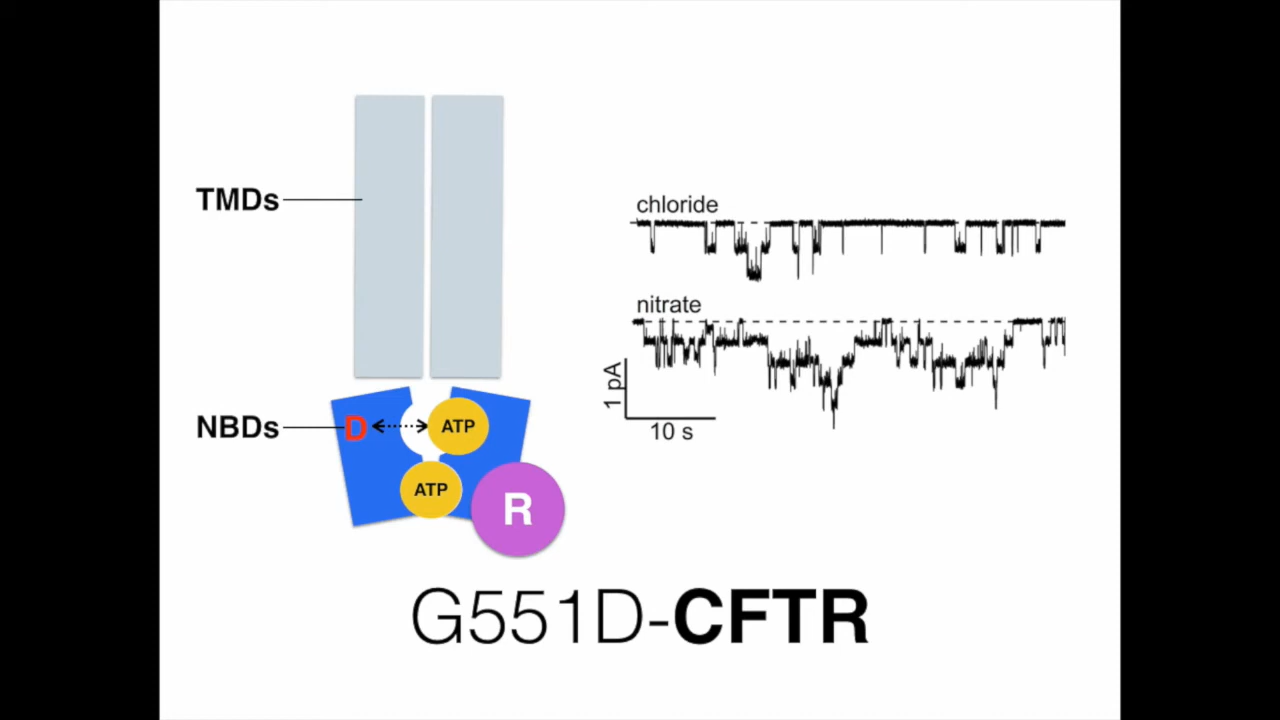 TMDs
NBDs
D
ATP
ATP
R
chloride
nitrate
1 pA
10 s
G551D-CFTR